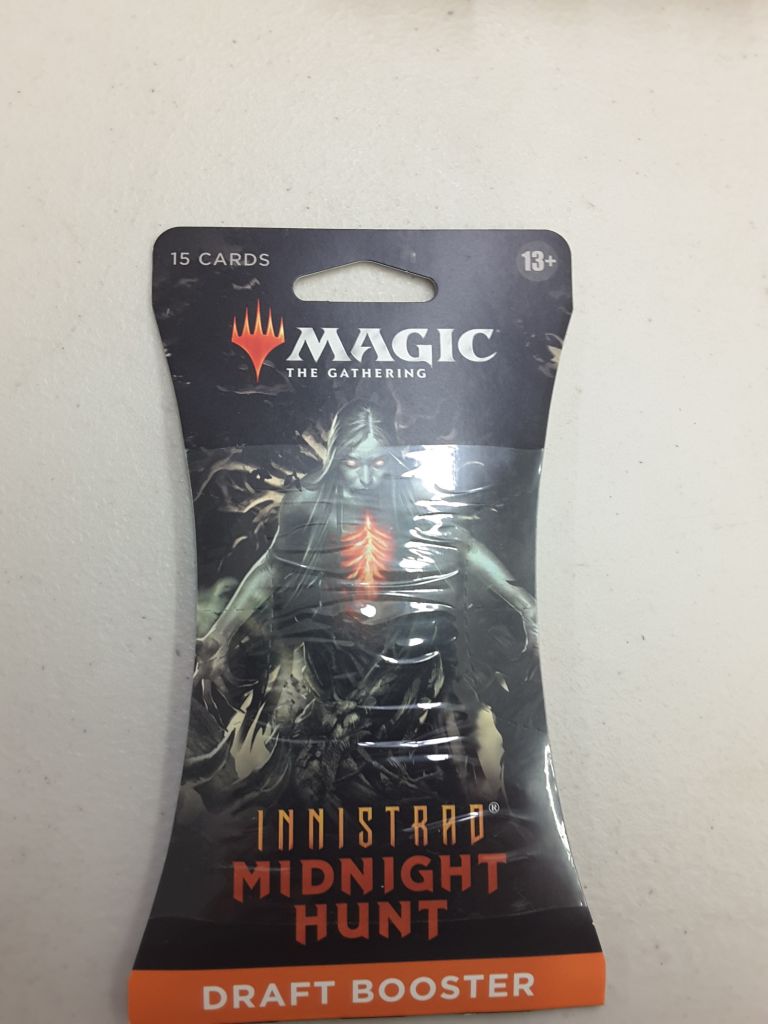 15 CARDS
13+
MAGIC
THE GATHERING
INNISTRAD®
MIDNIGHT
HUNT
DRAFT BOOSTER